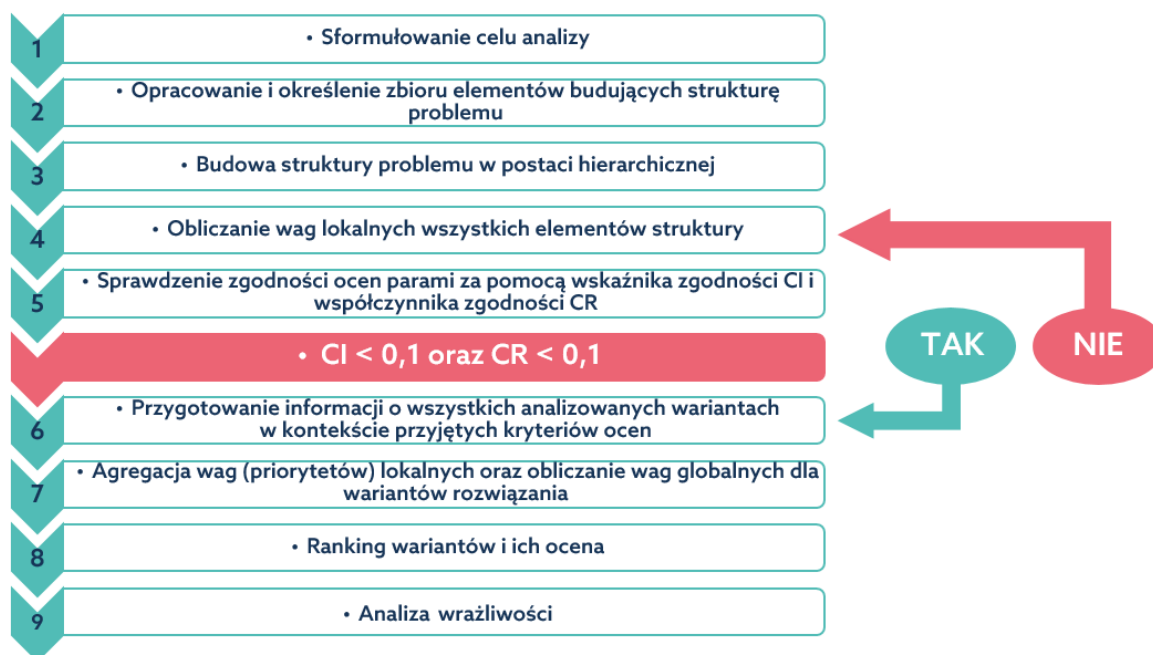 1
• Sformułowanie celu analizy
2
• Opracowanie i określenie zbioru elementów budujących strukturę
problemu
3
• Budowa struktury problemu w postaci hierarchicznej
4
• Obliczanie wag lokalnych wszystkich elementów struktury
5
• Sprawdzenie zgodności ocen parami za pomocą wskaźnika zgodności CI i
współczynnika zgodności CR
TAK
NIE
• CI < 0,1 oraz CR < 0,1
6
• Przygotowanie informacji o wszystkich analizowanych wariantach
w kontekście przyjętych kryteriów ocen
7
• Agregacja wag (priorytetów) lokalnych oraz obliczanie wag globalnych dla
wariantów rozwiązania
8
• Ranking wariantów i ich ocena
9
• Analiza wrażliwości